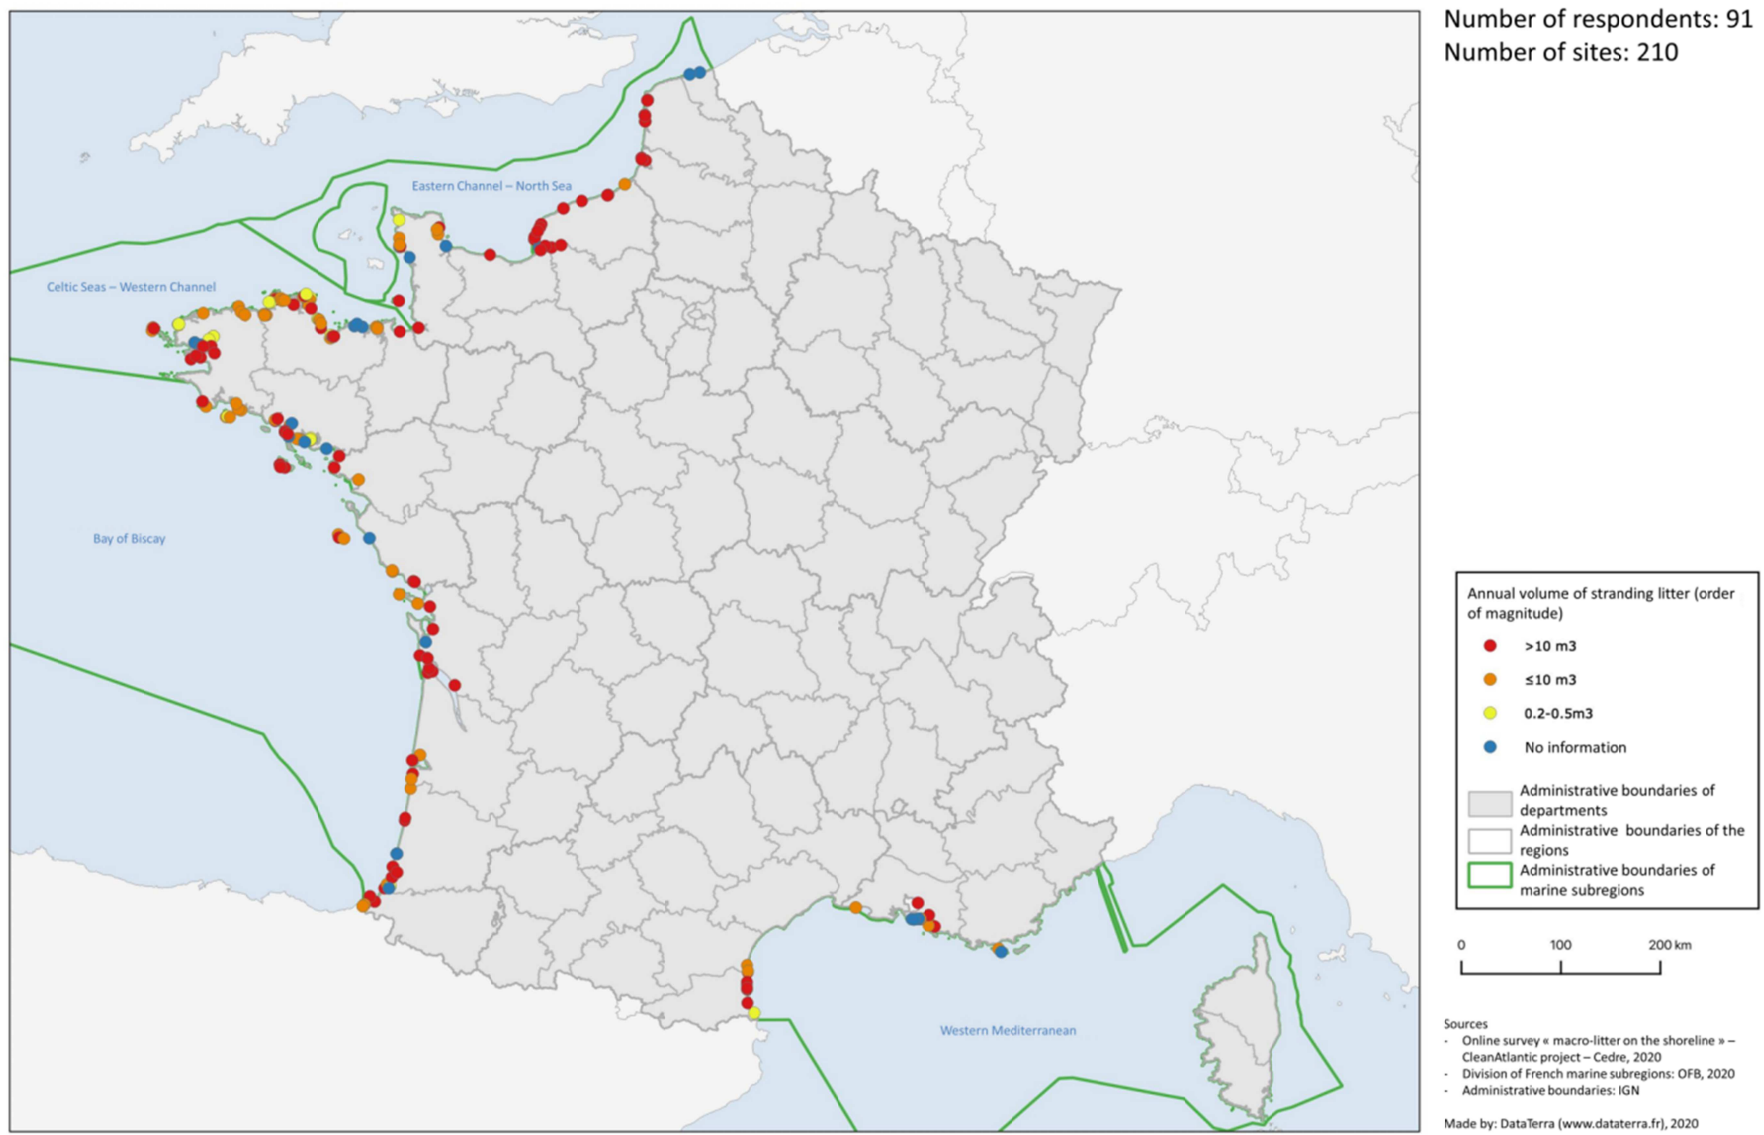 Number of respondents: 91
Number of sites: 210
Eastern Channel – North Sea
Celtic Seas – Western Channel
Bay of Biscay
Western Mediterranean
Annual volume of stranding litter (order
of magnitude)
>10 m3
≤10 m3
0.2-0.5m3
No information
Administrative boundaries of
departments
Administrative boundaries of the
regions
Administrative boundaries of
marine subregions
0 100 200 km
Sources
- Online survey « macro-litter on the shoreline » –
CleanAtlantic project – Cedre, 2020
- Division of French marine subregions: OFB, 2020
- Administrative boundaries: IGN
Made by: DataTerra (www.dataterra.fr), 2020